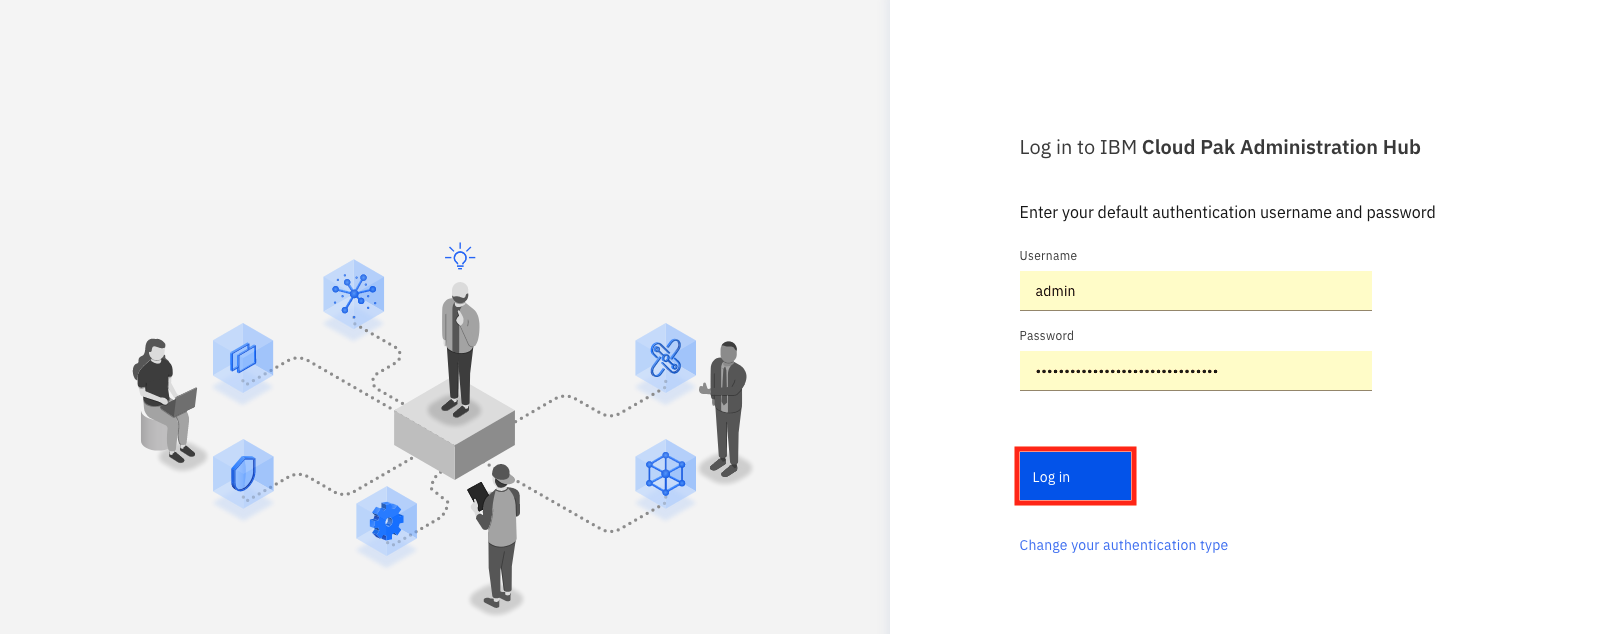 Log in to IBM Cloud Pak Administration Hub
Enter your default authentication username and password
Username
admin
Password
••••••••••••••••••••••••••••••••
Log in
Change your authentication type